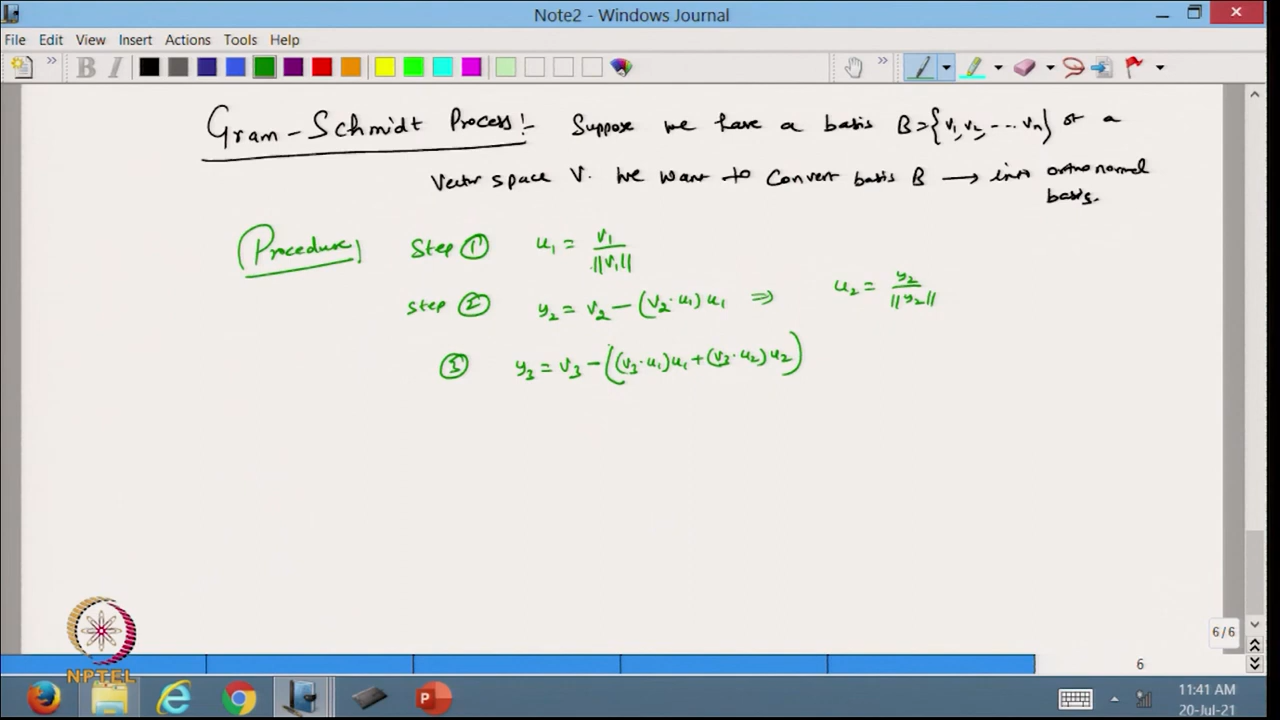 Note2 - Windows Journal
File Edit View Insert Actions Tools Help
Gram-Schmidt Process:- Suppose we have a basis B={v₁,v₂,---.vₙ} of a
Vector space V. We want to convert basis B → into orthonormal basis.
Procedure Step ① u₁ = v₁/||v₁||
Step ② y₂ = v₂ - (v₂·u₁)u₁ ⇒ u₂ = y₂/||y₂||
③ y₃ = v₃ - ((v₃·u₁)u₁+(v₃·u₂)u₂)
6/6
NPTEL
6
11:41 AM
20-Jul-21